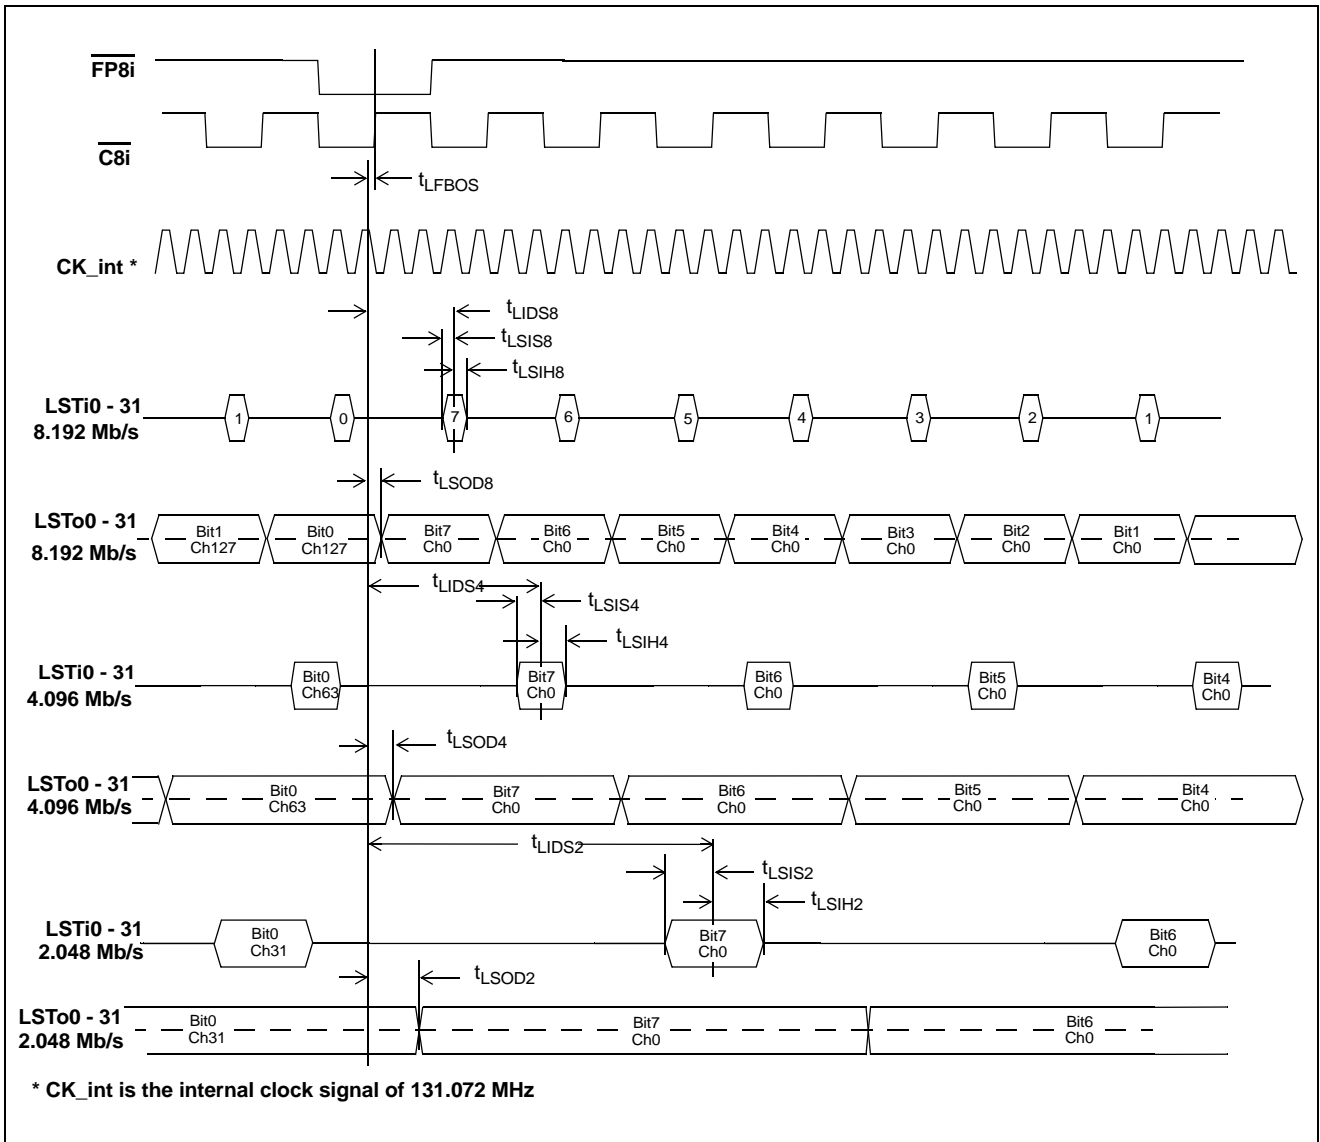 FP8i
C8i
tLFBOS
CK_int *
tLIDS8
tLSIS8
tLSIH8
LSTi0 - 31
8.192 Mb/s
1 0 7 6 5 4 3 2 1
tLSOD8
LSTo0 - 31
8.192 Mb/s
Bit1 Bit0 Bit7 Bit6 Bit5 Bit4 Bit3 Bit2 Bit1
Ch127 Ch127 Ch0 Ch0 Ch0 Ch0 Ch0 Ch0 Ch0
tLIDS4
tLSIS4
tLSIH4
LSTi0 - 31
4.096 Mb/s
Bit0 Bit7 Bit6 Bit5 Bit4
Ch63 Ch0 Ch0 Ch0 Ch0
tLSOD4
LSTo0 - 31
4.096 Mb/s
Bit0 Bit7 Bit6 Bit5 Bit4
Ch63 Ch0 Ch0 Ch0 Ch0
tLIDS2
tLSIS2
tLSIH2
LSTi0 - 31
2.048 Mb/s
Bit0 Bit7 Bit6
Ch31 Ch0 Ch0
tLSOD2
LSTo0 - 31
2.048 Mb/s
Bit0 Bit7 Bit6
Ch31 Ch0 Ch0
* CK_int is the internal clock signal of 131.072 MHz